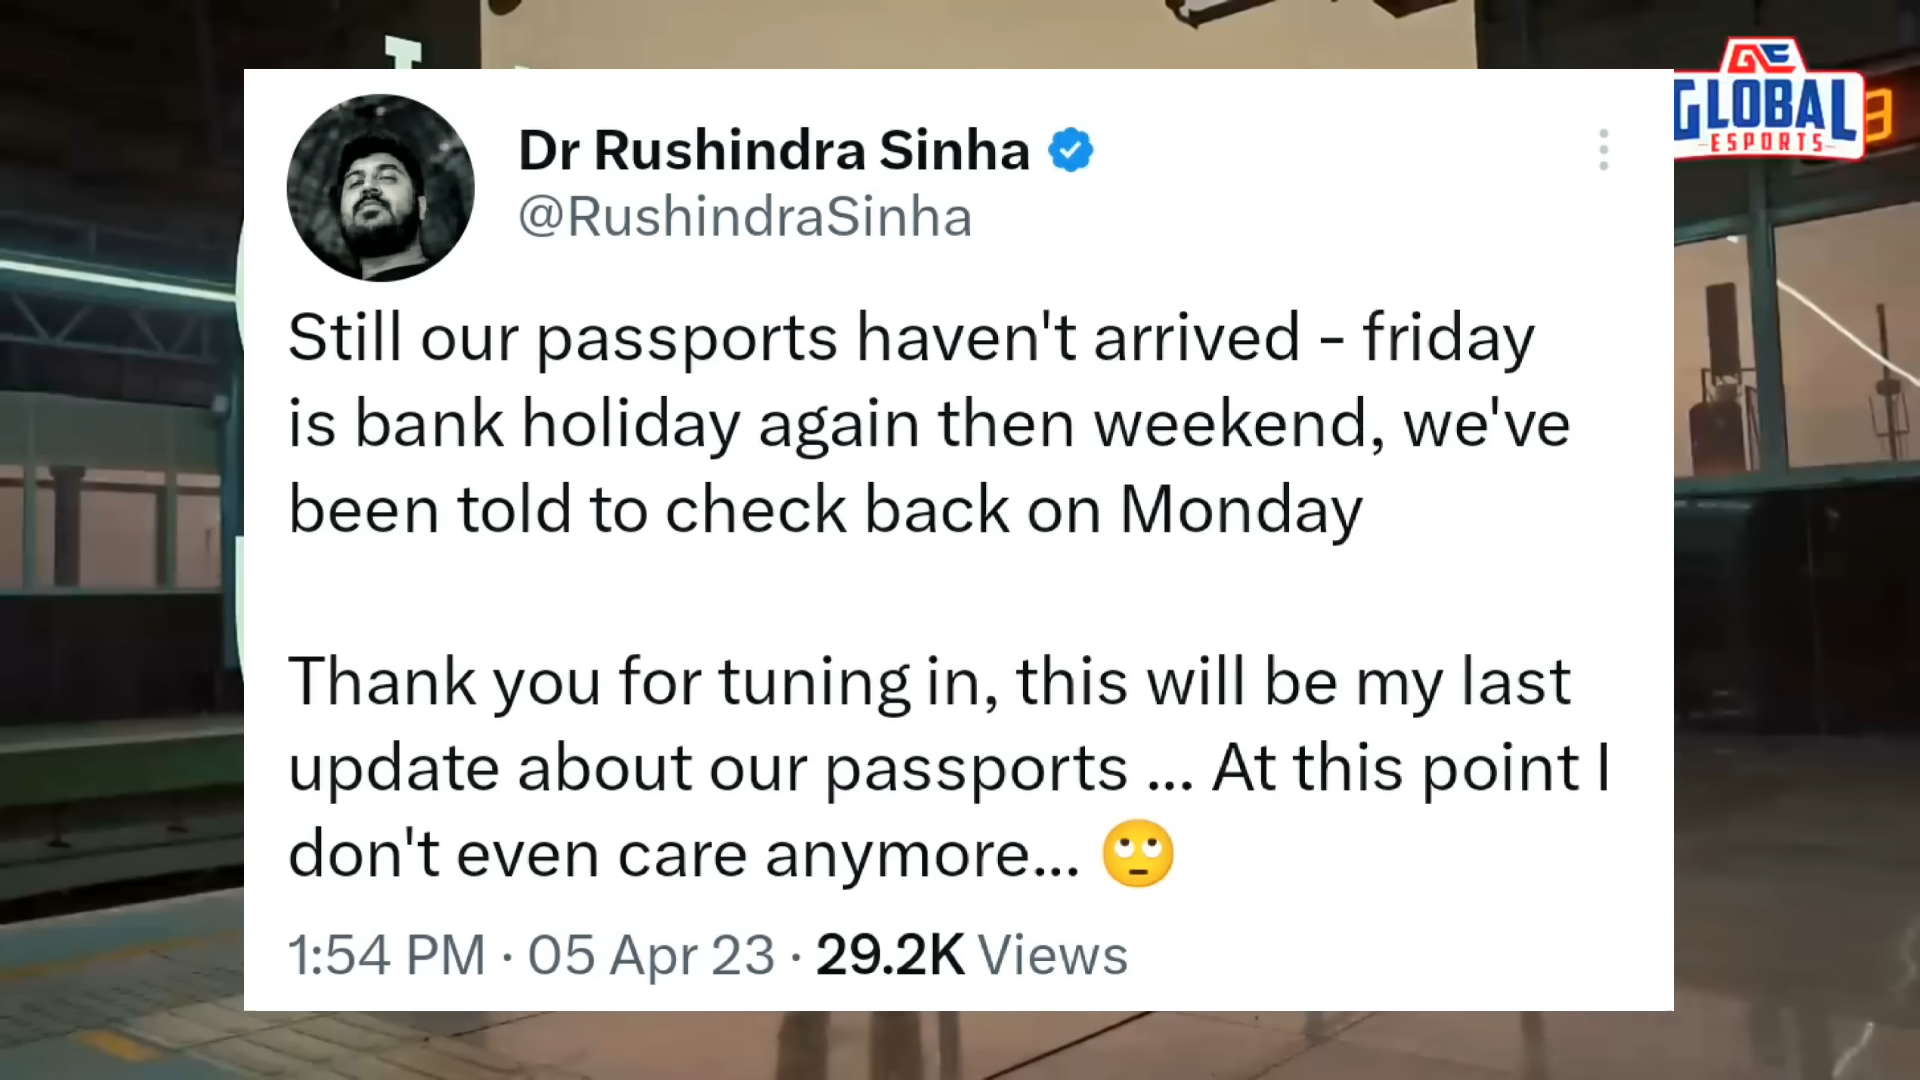 GE
GLOBAL
ESPORTS
Dr Rushindra Sinha
@RushindraSinha
Still our passports haven't arrived - friday
is bank holiday again then weekend, we've
been told to check back on Monday
Thank you for tuning in, this will be my last
update about our passports ... At this point I
don't even care anymore... 🙄
1:54 PM · 05 Apr 23 · 29.2K Views